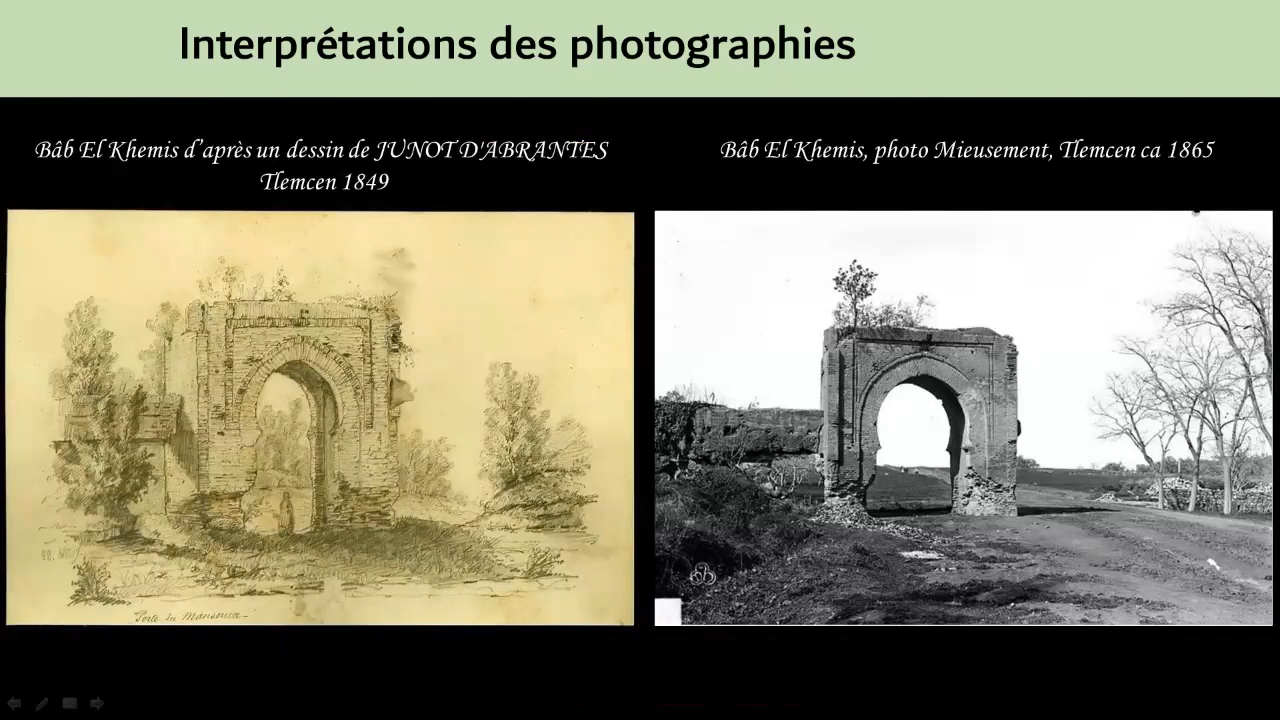 Interprétations des photographies
Bâb El Khemis d'après un dessin de JUNOT D'ABRANTES
Tlemcen 1849
Bâb El Khemis, photo Mieusement, Tlemcen ca 1865
Porte du Mansoura